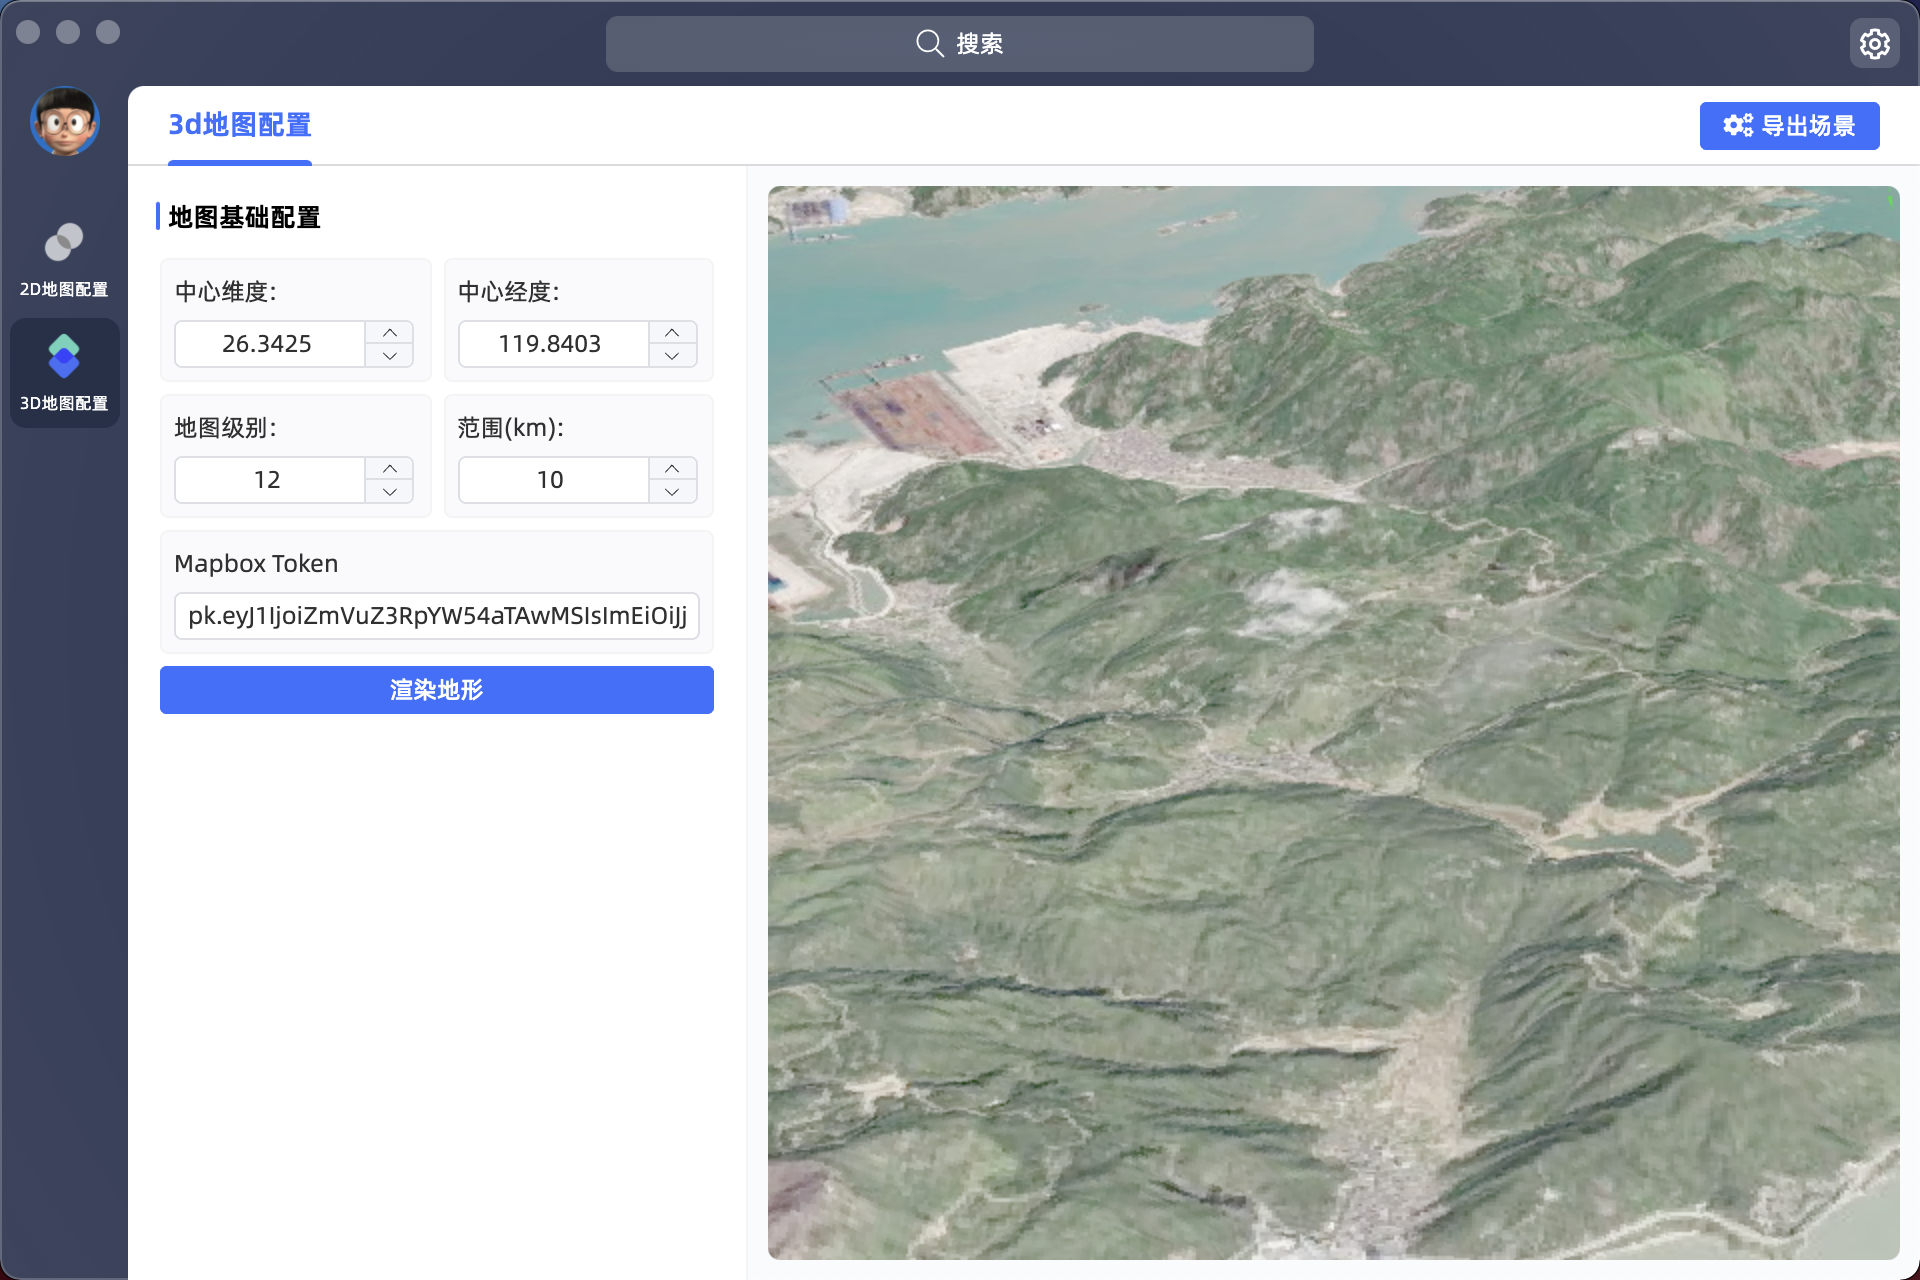 搜索
3d地图配置
导出场景
2D地图配置
3D地图配置
地图基础配置
中心维度:
中心经度:
26.3425
119.8403
地图级别:
范围(km):
12
10
Mapbox Token
pk.eyJ1IjoiZmVuZ3RpYW54aTAwMSIsImEiOiJj
渲染地形